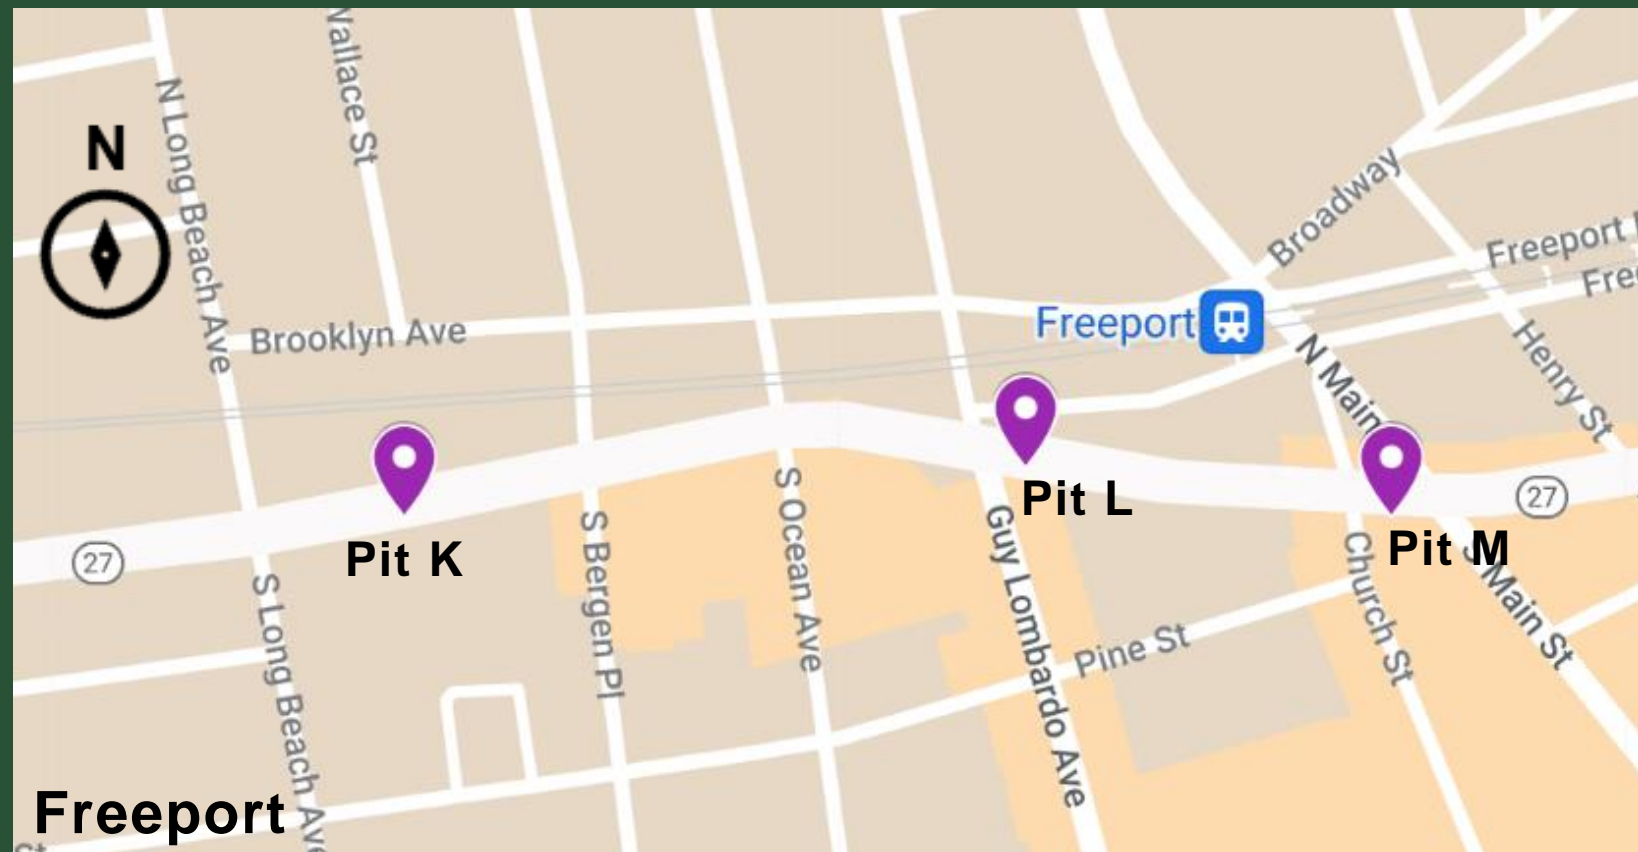 N Long Beach Ave
Wallace St
N
Broadway
Freeport
Brooklyn Ave
Freeport
N Main
Henry St
Pit K
Pit L
Pit M
27
27
S Long Beach Ave
S Bergen Pl
S Ocean Ave
Guy Lombardo Ave
Pine St
Church St
S Main St
Freeport